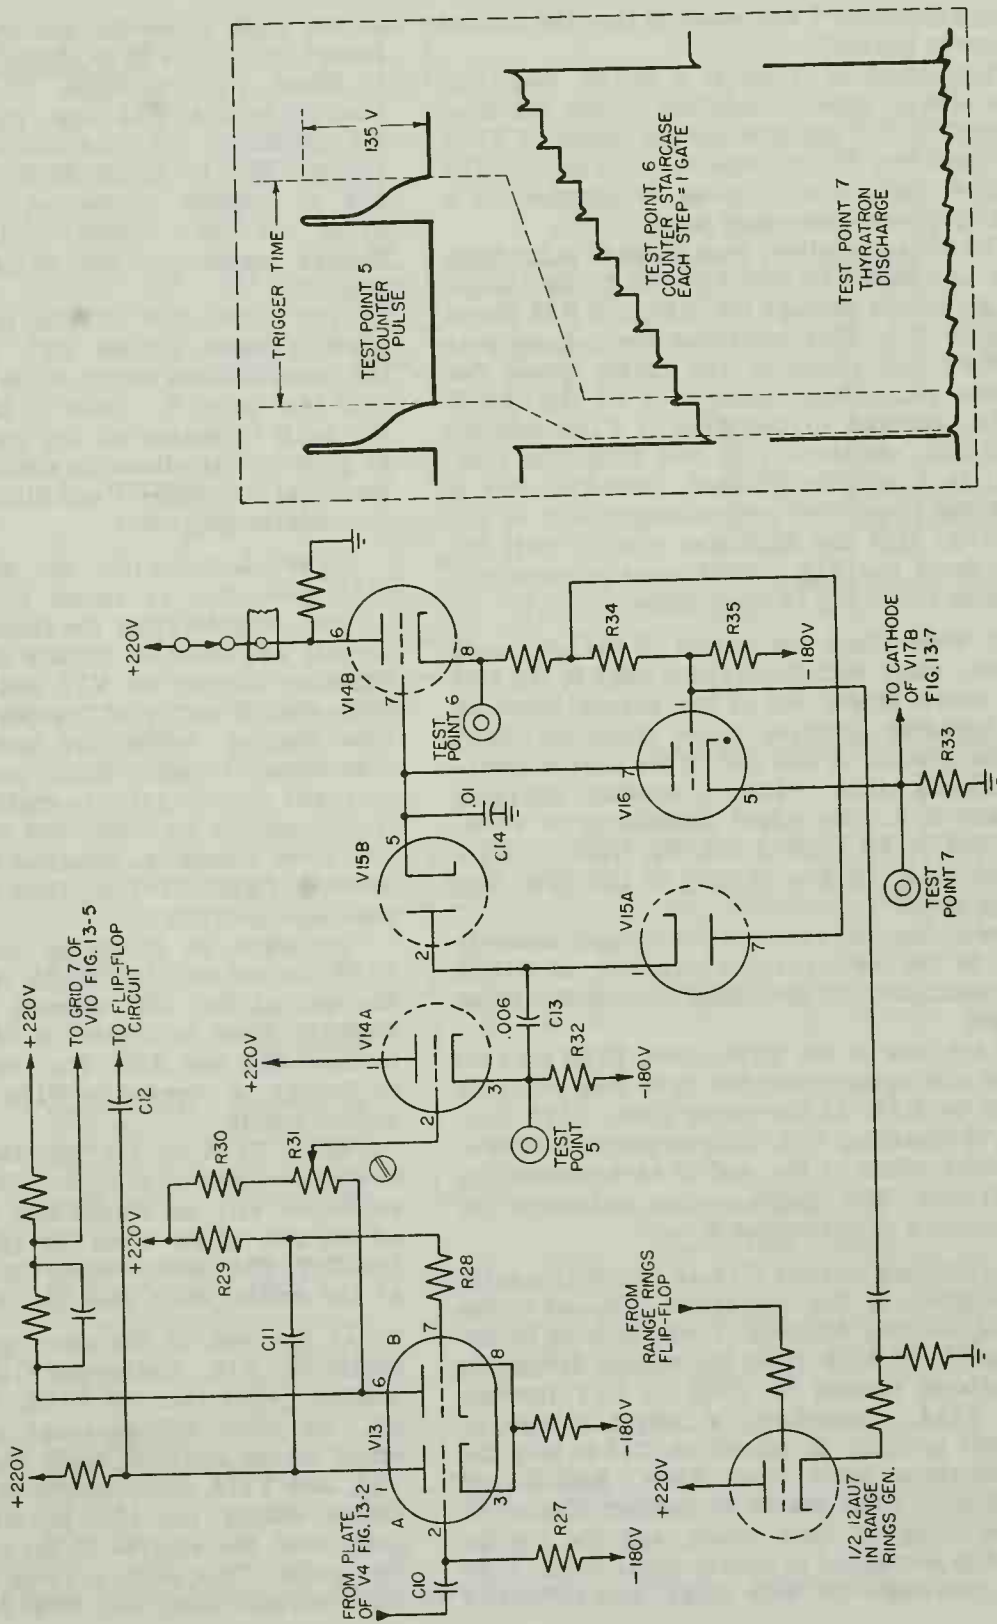 +220V
FROM PLATE
OF V4 FIG. 13-2
C10
R27
-180V
A
V13
B
1
2
3
6
7
8
-180V
R28
C11
R29
R30
R31
+220V
+220V
TO GRID 7 OF
V10 FIG. 13-5
TO FLIP-FLOP
CIRCUIT
C12
+220V
V14A
1
2
3
TEST
POINT
5
R32
-180V
.006
C13
V15B
2
5
.01
C14
V15A
1
7
+220V
V14B
6
7
8
TEST
POINT 6
R34
R35
-180V
V16
7
1
5
TO CATHODE
OF V17B
FIG. 13-7
R33
TEST
POINT 7
+220V
FROM
RANGE RINGS
FLIP-FLOP
1/2 12AU7
IN RANGE
RINGS GEN.
TRIGGER TIME
135 V
TEST POINT 5
COUNTER
PULSE
TEST POINT 6
COUNTER STAIRCASE
EACH STEP = 1 GATE
TEST POINT 7
THYRATRON
DISCHARGE